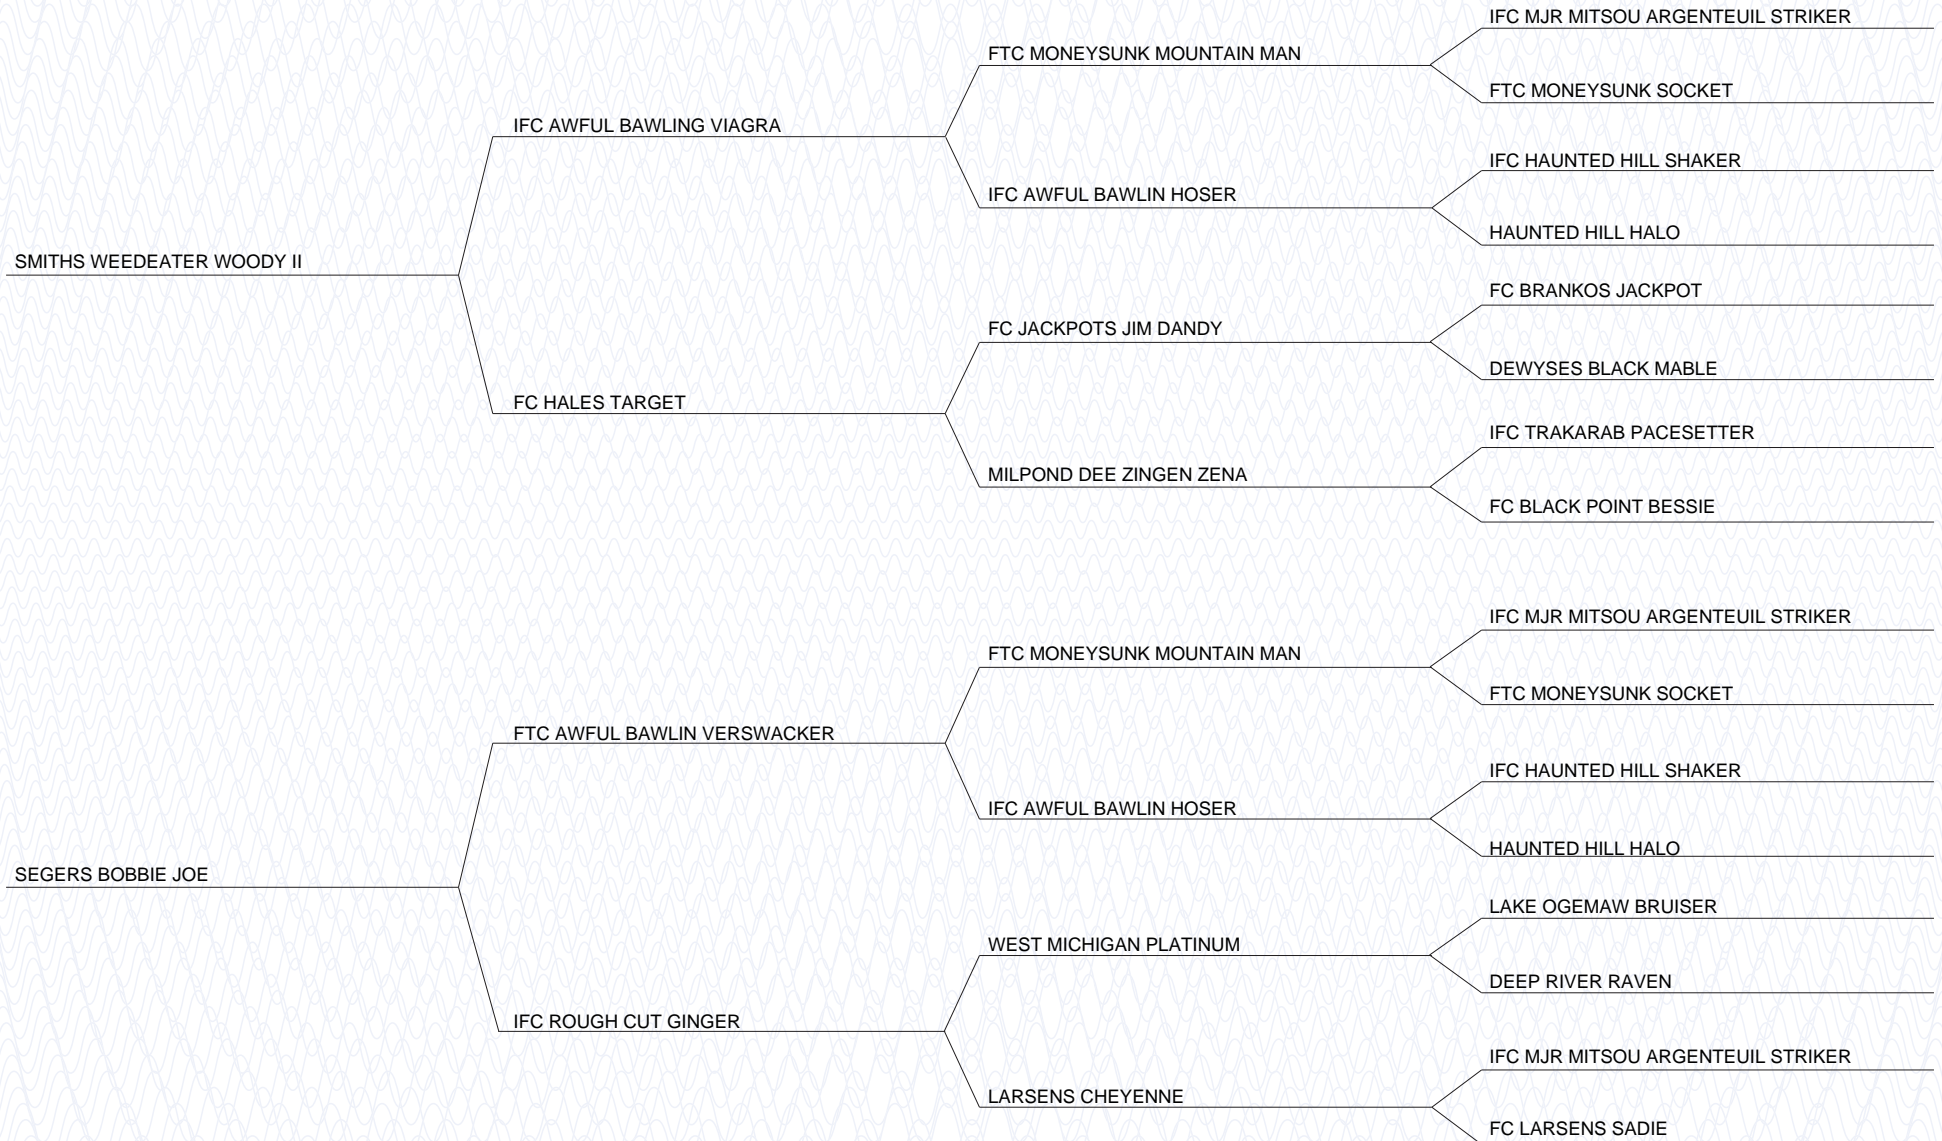 IFC MJR MITSOU ARGENTEUIL STRIKER
FTC MONEYSUNK MOUNTAIN MAN
FTC MONEYSUNK SOCKET
IFC AWFUL BAWLING VIAGRA
IFC HAUNTED HILL SHAKER
IFC AWFUL BAWLIN HOSER
HAUNTED HILL HALO
SMITHS WEEDEATER WOODY II
FC BRANKOS JACKPOT
FC JACKPOTS JIM DANDY
DEWYSES BLACK MABLE
FC HALES TARGET
IFC TRAKARAB PACESETTER
MILPOND DEE ZINGEN ZENA
FC BLACK POINT BESSIE
IFC MJR MITSOU ARGENTEUIL STRIKER
FTC MONEYSUNK MOUNTAIN MAN
FTC MONEYSUNK SOCKET
FTC AWFUL BAWLIN VERSWACKER
IFC HAUNTED HILL SHAKER
IFC AWFUL BAWLIN HOSER
HAUNTED HILL HALO
SEGERS BOBBIE JOE
LAKE OGEMAW BRUISER
WEST MICHIGAN PLATINUM
DEEP RIVER RAVEN
IFC ROUGH CUT GINGER
IFC MJR MITSOU ARGENTEUIL STRIKER
LARSENS CHEYENNE
FC LARSENS SADIE